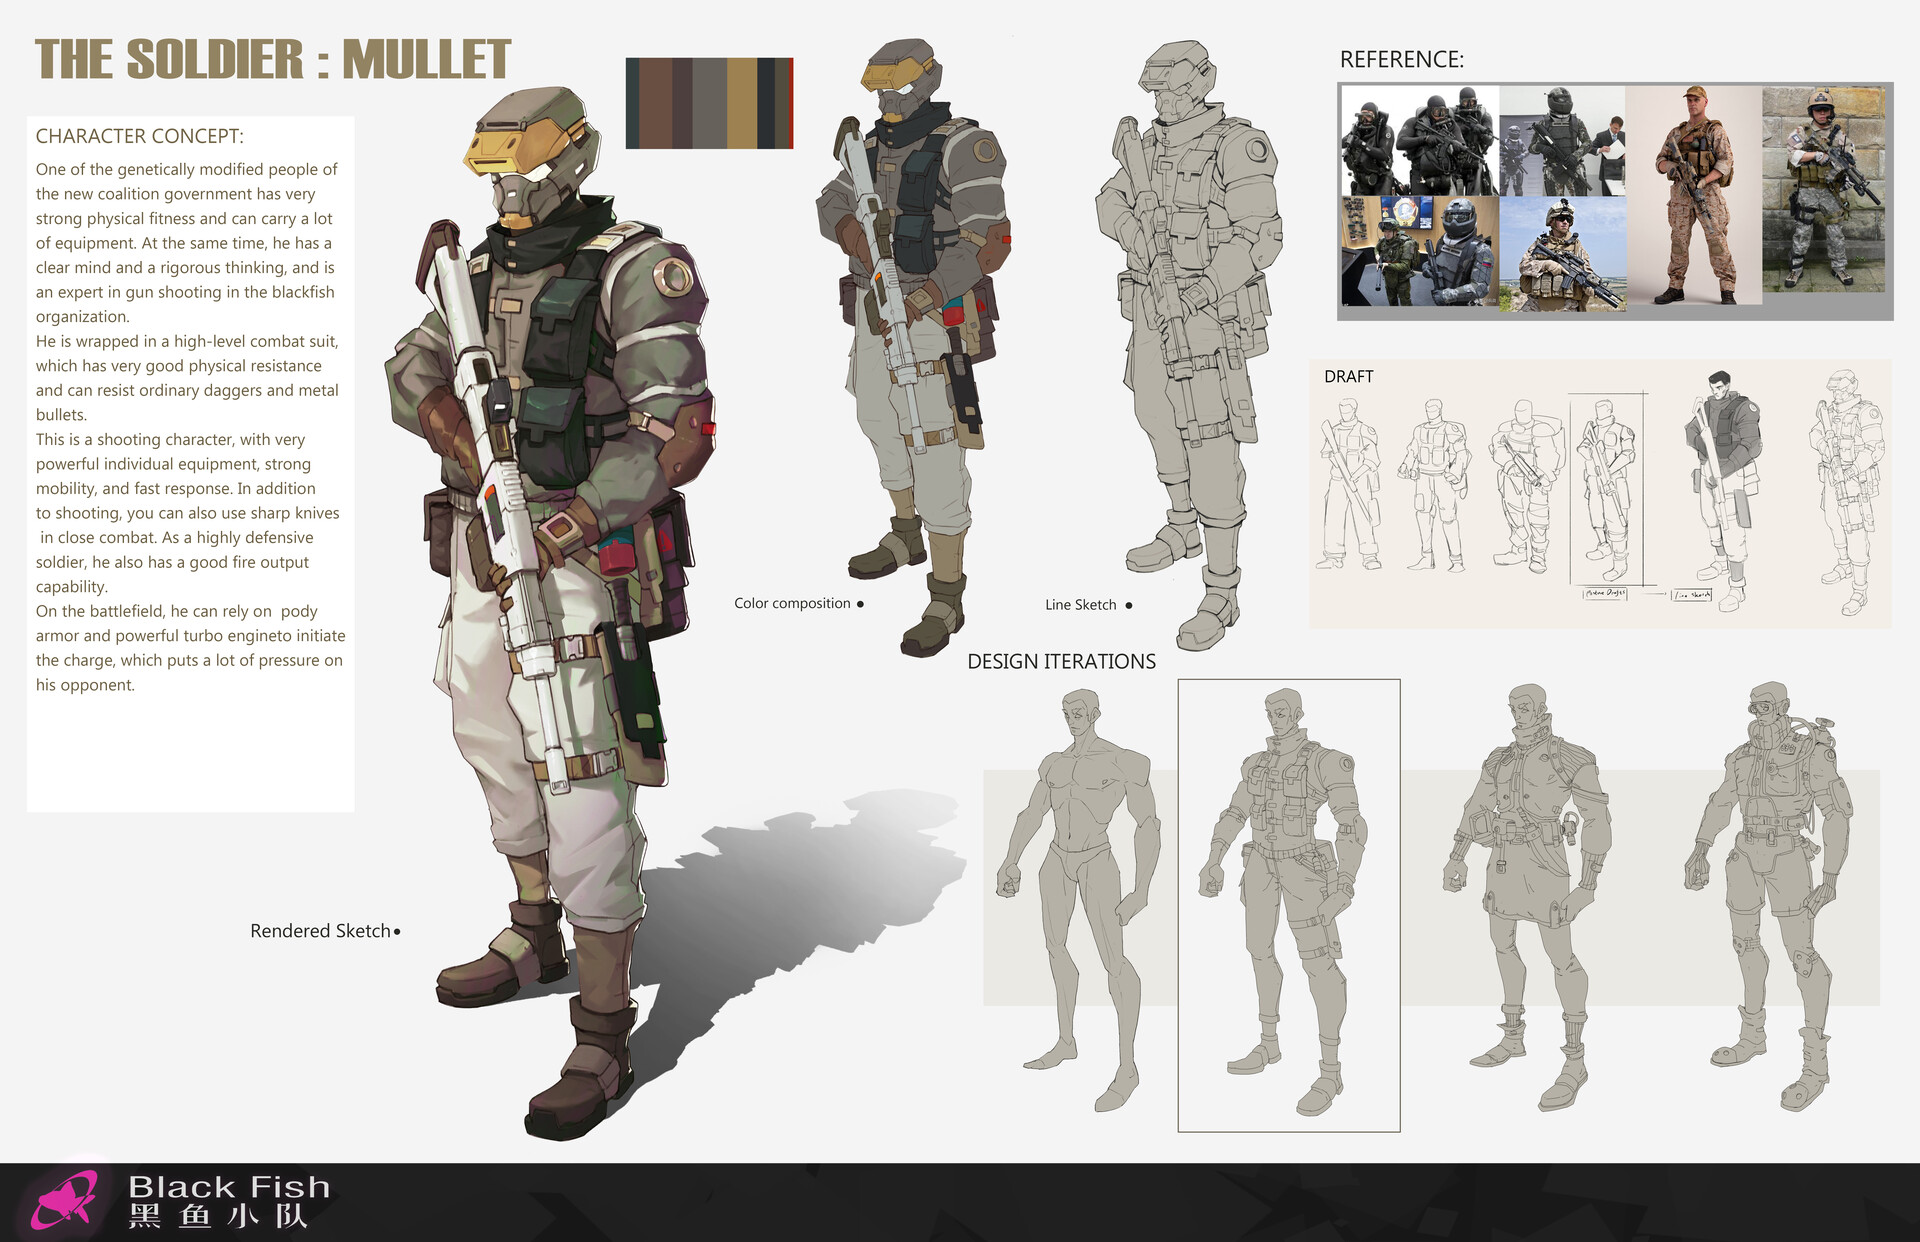 THE SOLDIER : MULLET
CHARACTER CONCEPT:
One of the genetically modified people of
the new coalition government has very
strong physical fitness and can carry a lot
of equipment. At the same time, he has a
clear mind and a rigorous thinking, and is
an expert in gun shooting in the blackfish
organization.
He is wrapped in a high-level combat suit,
which has very good physical resistance
and can resist ordinary daggers and metal
bullets.
This is a shooting character, with very
powerful individual equipment, strong
mobility, and fast response. In addition
to shooting, you can also use sharp knives
in close combat. As a highly defensive
soldier, he also has a good fire output
capability.
On the battlefield, he can rely on  pody
armor and powerful turbo engineto initiate
the charge, which puts a lot of pressure on
his opponent.
Rendered Sketch
Color composition
Line Sketch
REFERENCE:
DRAFT
Line Sketch
DESIGN ITERATIONS
Black Fish
黑鱼小队